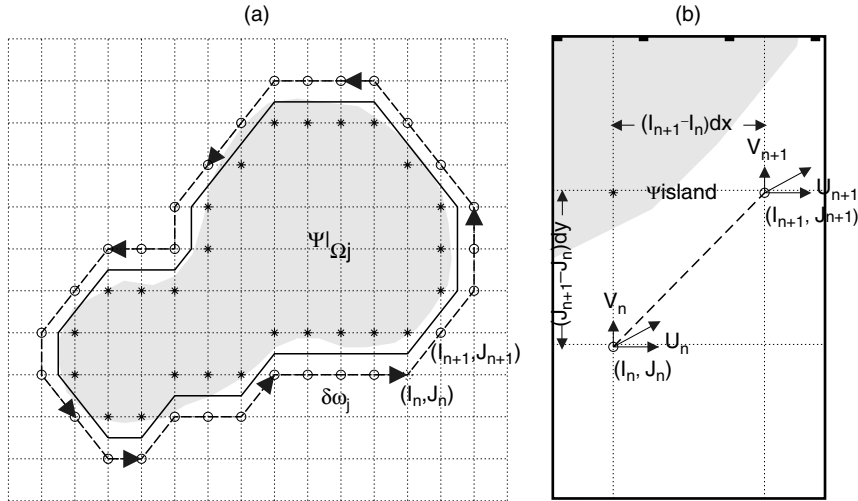 (a)
Ψ|Ωj
(In+1,Jn+1)
(In,Jn)
δωj
(b)
(In+1-In)dx
Vn+1
Ψisland
Un+1
(In+1, Jn+1)
(Jn+1-Jn)dy
Vn
Un
(In, Jn)